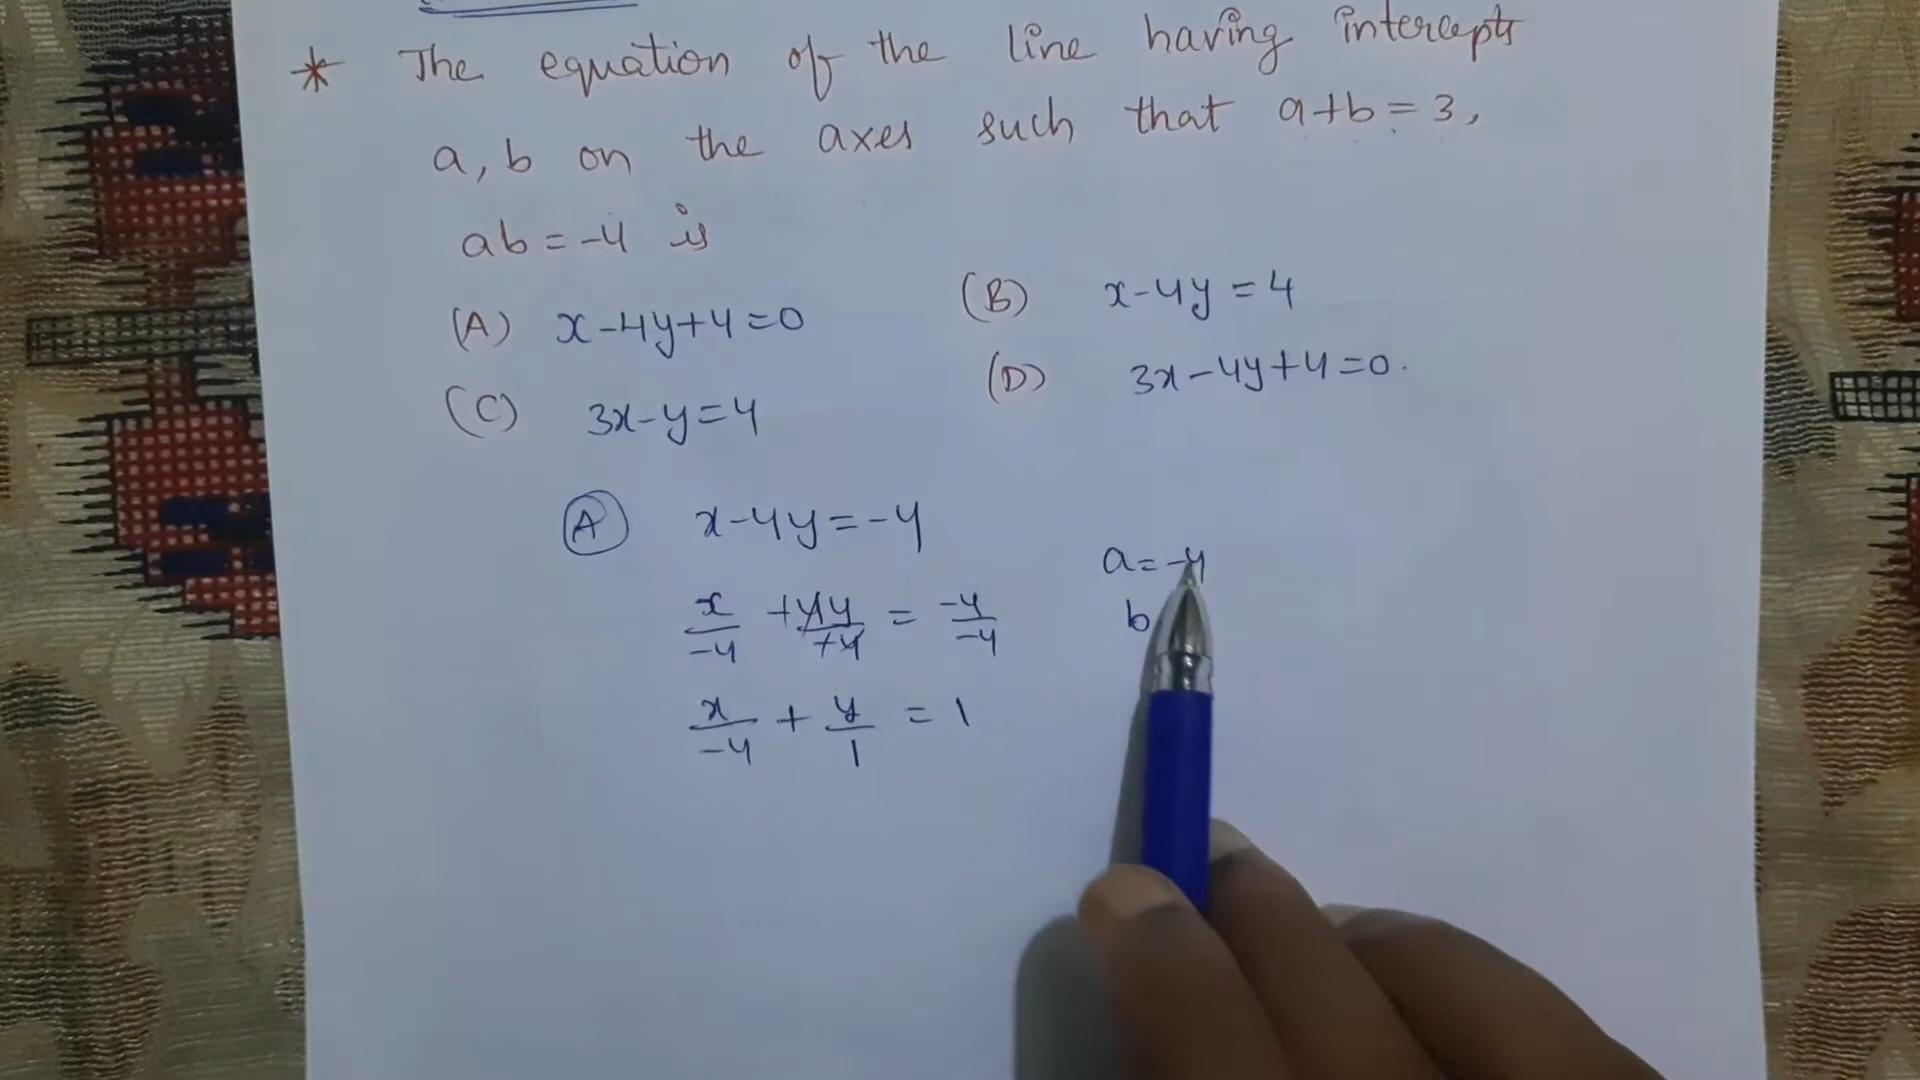 * The equation of the line having intercepts
a, b on the axes such that a+b=3,
ab=-4 is
(A) x-4y+4=0 (B) x-4y=4
(C) 3x-y=4 (D) 3x-4y+4=0.
(A) x-4y=-4
a=-4
x/-4 +4y/+4 = -4/-4
b
x/-4 + y/1 = 1